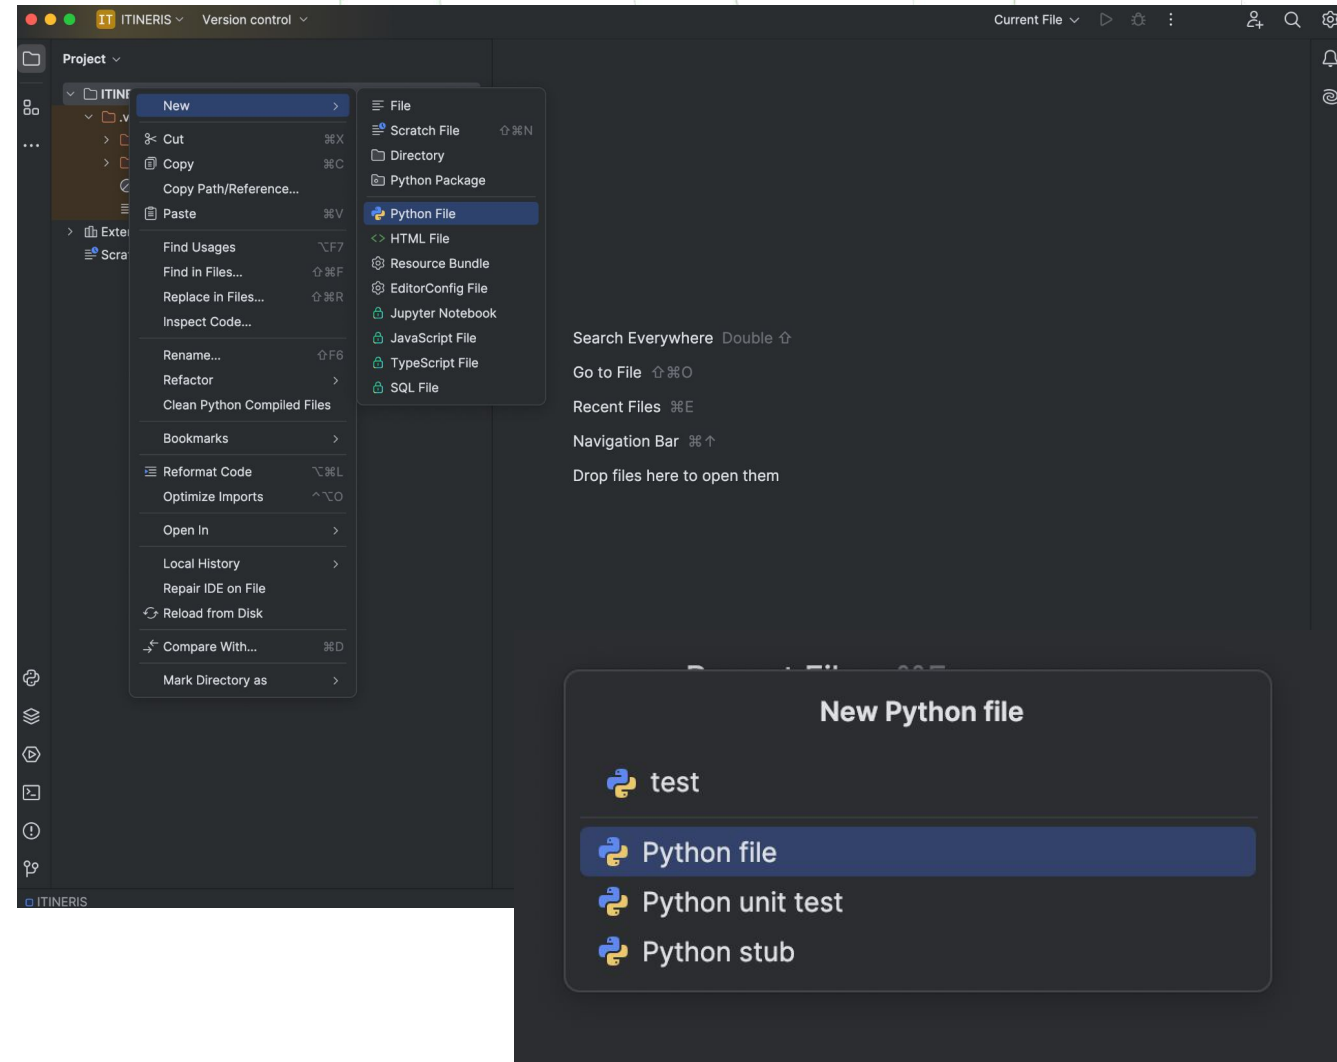 IT ITINERIS Version control Current File
Project
ITINE
.v
Exte
Scra
New
Cut ⌘X
Copy ⌘C
Copy Path/Reference...
Paste ⌘V
Find Usages ⌥F7
Find in Files... ⇧⌘F
Replace in Files... ⇧⌘R
Inspect Code...
Rename... ⇧F6
Refactor
Clean Python Compiled Files
Bookmarks
Reformat Code ⌥⌘L
Optimize Imports ^⌥O
Open In
Local History
Repair IDE on File
Reload from Disk
Compare With... ⌘D
Mark Directory as
File
Scratch File ⇧⌘N
Directory
Python Package
Python File
HTML File
Resource Bundle
EditorConfig File
Jupyter Notebook
JavaScript File
TypeScript File
SQL File
Search Everywhere Double ⇧
Go to File ⇧⌘O
Recent Files ⌘E
Navigation Bar ⌘↑
Drop files here to open them
ITINERIS
New Python file
test
Python file
Python unit test
Python stub